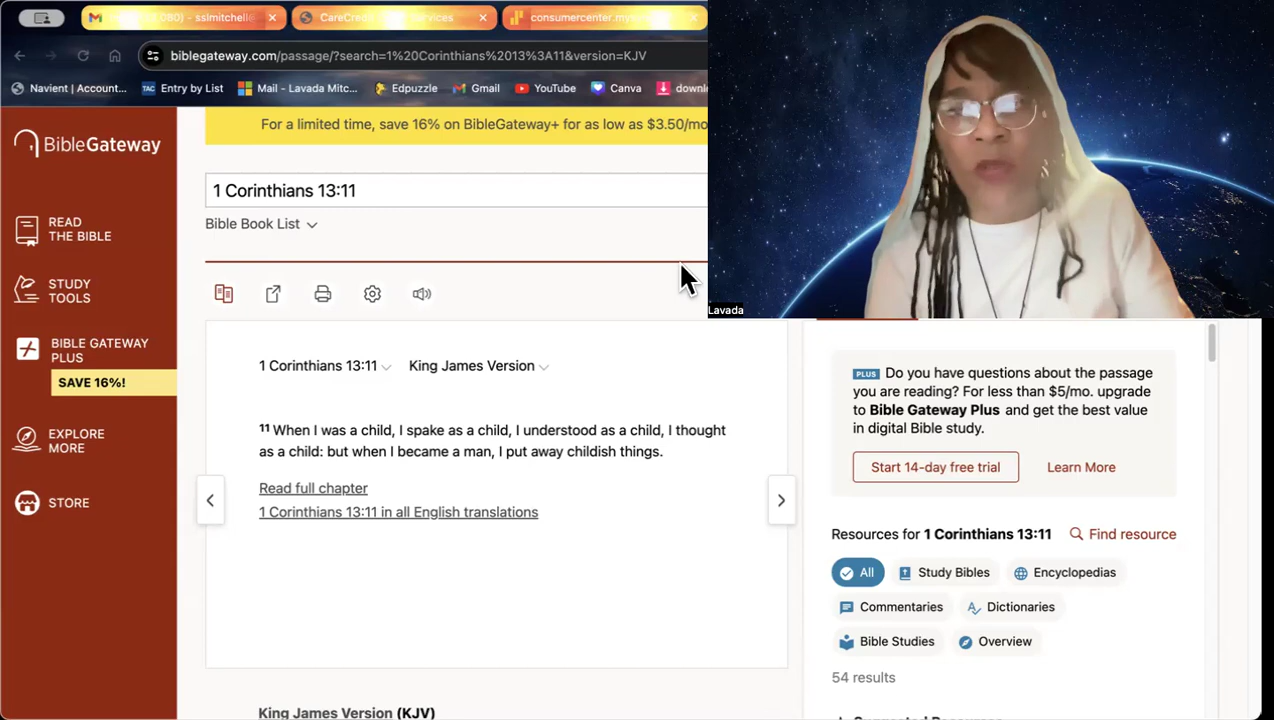 080) - ssimitchelle
CareCredit
Services
consumercenter.my
biblegateway.com/passage/?search=1%20Corinthians%2013%3A11&version=KJV
Navient | Account...
TAC Entry by List
Mail - Lavada Mitc...
Edpuzzle
Gmail
YouTube
Canva
downl
BibleGateway
For a limited time, save 16% on BibleGateway+ for as low as $3.50/mo
1 Corinthians 13:11
Bible Book List
READ
THE BIBLE
STUDY
TOOLS
BIBLE GATEWAY
PLUS
SAVE 16%!
EXPLORE
MORE
STORE
Lavada
1 Corinthians 13:11
King James Version
11 When I was a child, I spake as a child, I understood as a child, I thought
as a child: but when I became a man, I put away childish things.
Read full chapter
1 Corinthians 13:11 in all English translations
King James Version (KJV)
PLUS Do you have questions about the passage
you are reading? For less than $5/mo. upgrade
to Bible Gateway Plus and get the best value
in digital Bible study.
Start 14-day free trial
Learn More
Resources for 1 Corinthians 13:11
Find resource
All
Study Bibles
Encyclopedias
Commentaries
Dictionaries
Bible Studies
Overview
54 results
Suggested Resources